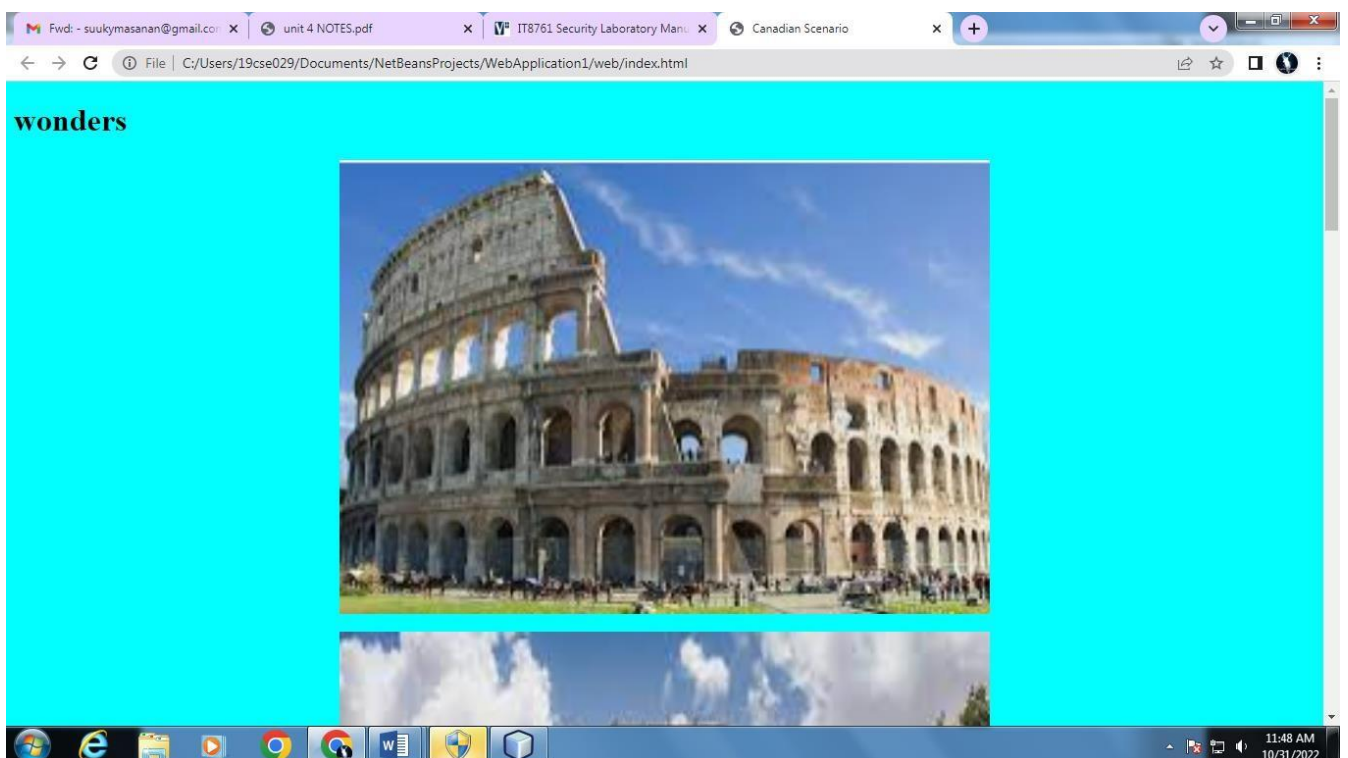 Fwd: - suukymasanan@gmail.con
unit 4 NOTES.pdf
IT8761 Security Laboratory Manu
Canadian Scenario
File | C:/Users/19cse029/Documents/NetBeansProjects/WebApplication1/web/index.html
wonders
11:48 AM
10/31/2022